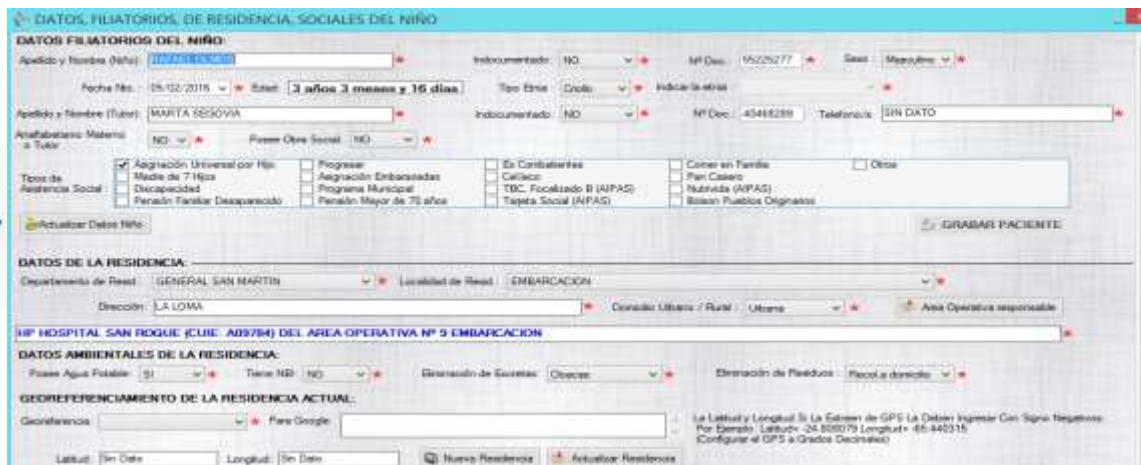 DATOS, FILIATORIOS, DE RESIDENCIA, SOCIALES DEL NIÑO
DATOS FILIATORIOS DEL NIÑO:
Apellido y Nombre (Niño): Indocumentado: NO * Nº Doc.: 55225277 * Sexo: Masculino *
Fecha Nac.: 05/02/2016 * Edad: 3 años 3 meses y 16 dias Tipo Etnia: Criollo * Indicar la etnia: *
Apellido y Nombre (Tutor): MARTA SEGOVIA Indocumentado: NO * Nº Doc.: 40468289 Telefono/s: SIN DATO *
Analfabetismo Materno o Tutor NO * Posee Obra Social: NO *
Tipos de Asistencia Social:
Asignación Universal por Hijo Progresar Ex Combatientes Comer en Familia Otros
Madre de 7 Hijos Asignación Embarazadas Celíaco Pan Casero
Discapacidad Programa Municipal TBC. Focalizado B (AIPAS) Nutrivida (AIPAS)
Pensión Familiar Desaparecido Pensión Mayor de 70 años Tarjeta Social (AIPAS) Bolson Pueblos Originarios
Actualizar Datos Niño GRABAR PACIENTE
DATOS DE LA RESIDENCIA:
Departamento de Resid.: GENERAL SAN MARTIN * Localidad de Resid.: EMBARCACION *
Dirección: LA LOMA * Domicilio Urbano / Rural: Urbana * Area Operativa responsable
HP HOSPITAL SAN ROQUE (CUIE: A09784) DEL AREA OPERATIVA Nº 9 EMBARCACION *
DATOS AMBIENTALES DE LA RESIDENCIA:
Posee Agua Potable: SI * Tiene NBI: NO * Eliminación de Excretas: Cloacas * Eliminación de Residuos: Recol.a domicilio *
GEOREFERENCIAMIENTO DE LA RESIDENCIA ACTUAL:
Georeferencia: * Para Google:
La Latitud y Longitud Si La Extraen de GPS La Deben Ingresar Con Signo Negativos.
Por Ejemplo: Latitud= -24.808079 Longitud= -65.440315
(Configurar el GPS a Grados Decimales)
Latitud: Sin Dato Longitud: Sin Dato Nueva Residencia Actualizar Residencia